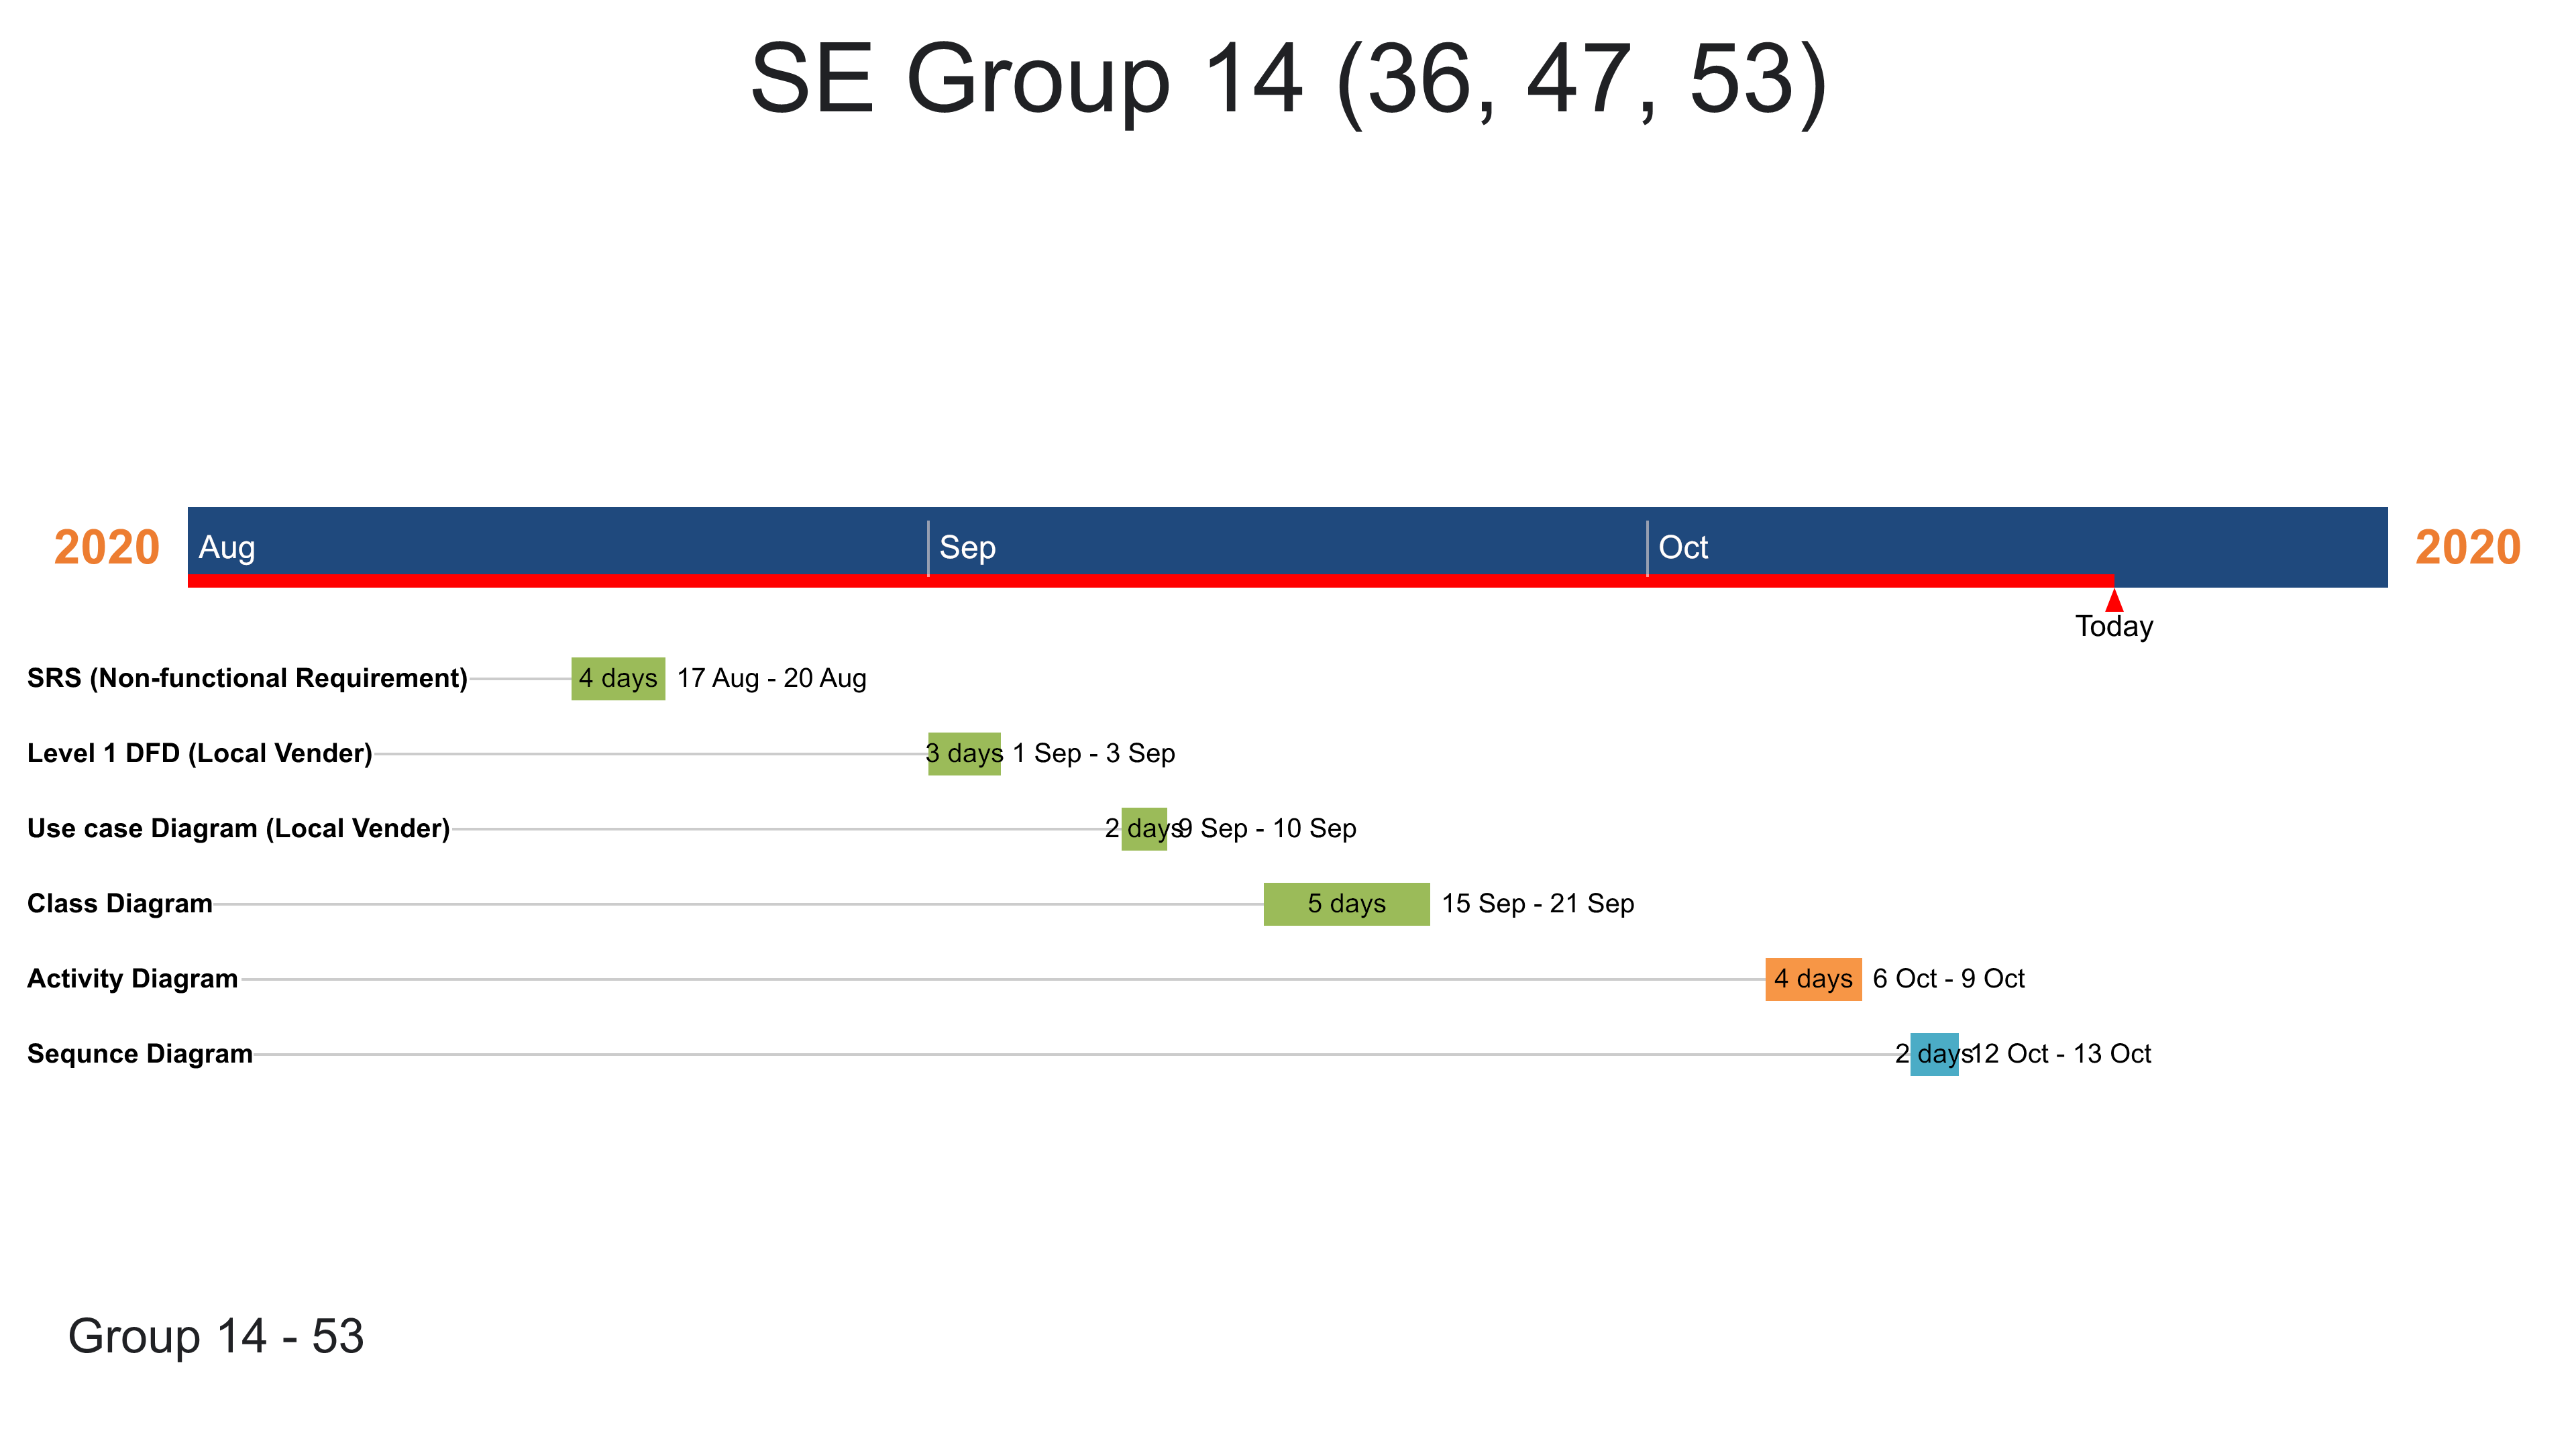 SE Group 14 (36, 47, 53)
2020 Aug Sep Oct 2020
Today
SRS (Non-functional Requirement) 4 days 17 Aug - 20 Aug
Level 1 DFD (Local Vender) 3 days 1 Sep - 3 Sep
Use case Diagram (Local Vender) 2 days 9 Sep - 10 Sep
Class Diagram 5 days 15 Sep - 21 Sep
Activity Diagram 4 days 6 Oct - 9 Oct
Sequnce Diagram 2 days 12 Oct - 13 Oct
Group 14 - 53